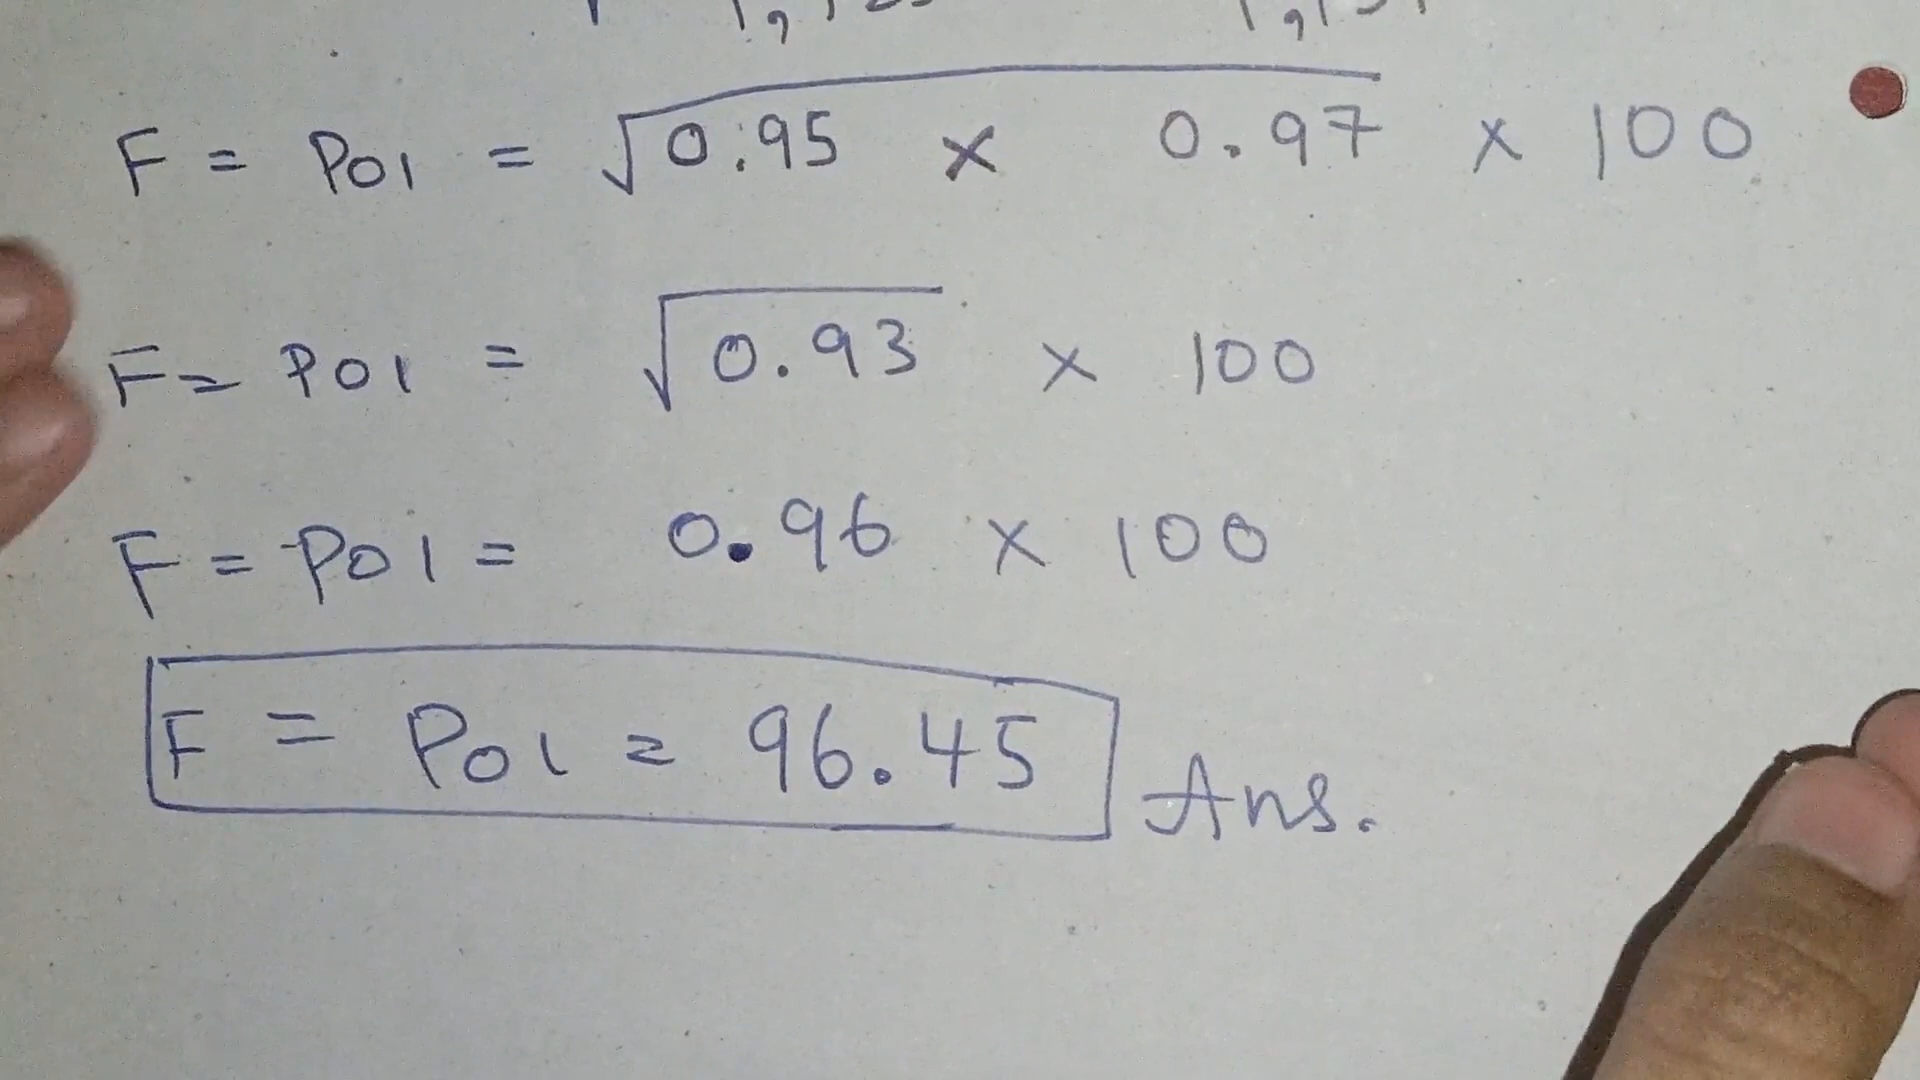 F = P01 = √0.95 × 0.97 × 100
F = P01 = √0.93 × 100
F = P01 = 0.96 × 100
F = P01 = 96.45 Ans.